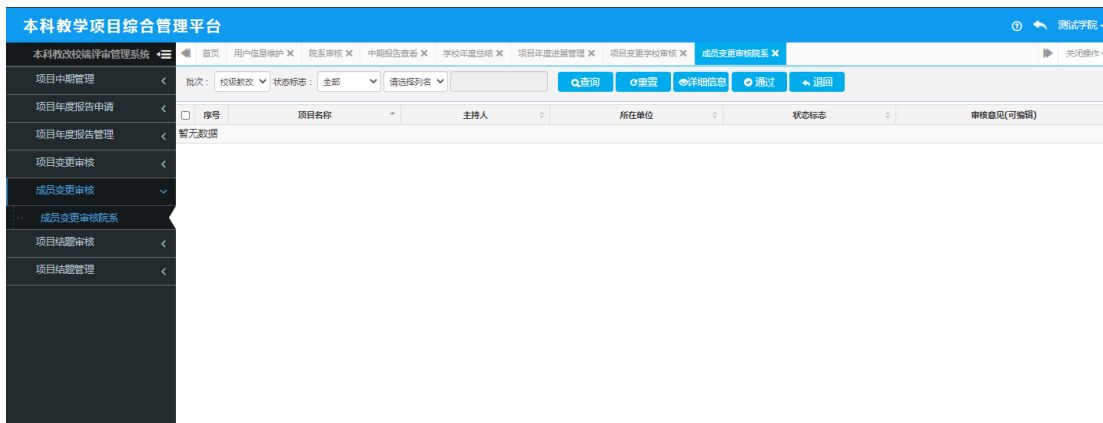 本科教学项目综合管理平台
测试学院
本科教改校端评审管理系统
首页 用户信息维护 院系审核 中期报告查看 学校年度总结 项目年度进展管理 项目变更学校审核 成员变更审核院系 关闭操作
项目中期管理
批次： 校级教改 状态标志： 全部 请选择列名 查询 重置 详细信息 通过 退回
项目年度报告申请
序号 项目名称 主持人 所在单位 状态标志 审核意见(可编辑)
项目年度报告管理
暂无数据
项目变更审核
成员变更审核
成员变更审核院系
项目结题审核
项目结题管理